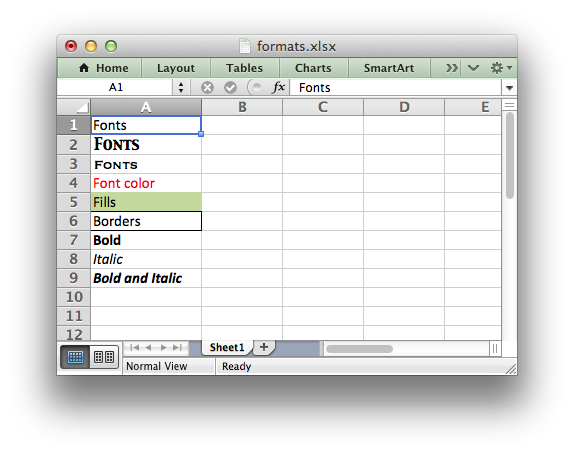 formats.xlsx
Home Layout Tables Charts SmartArt
A1 fx Fonts
A B C D E
1 Fonts
2 FONTS
3 FONTS
4 Font color
5 Fills
6 Borders
7 Bold
8 Italic
9 Bold and Italic
10
11
12
Sheet1
Normal View Ready